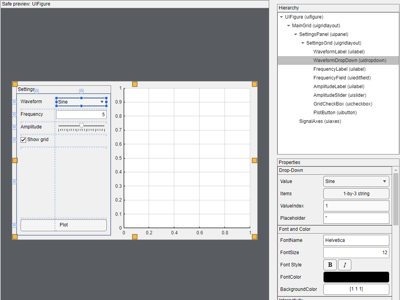 Safe preview: UIFigure
Settings
Waveform
Sine
Frequency
5
Amplitude
Show grid
Plot
1
0.9
0.8
0.7
0.6
0.5
0.4
0.3
0.2
0.1
0
0 0.2 0.4 0.6 0.8 1
Hierarchy
UIFigure (uifigure)
MainGrid (uigridlayout)
SettingsPanel (uipanel)
SettingsGrid (uigridlayout)
WaveformLabel (uilabel)
WaveformDropDown (uidropdown)
FrequencyLabel (uilabel)
FrequencyField (uieditfield)
AmplitudeLabel (uilabel)
AmplitudeSlider (uislider)
GridCheckBox (uicheckbox)
PlotButton (uibutton)
SignalAxes (uiaxes)
Properties
Drop-Down
Value Sine
Items 1-by-3 string
ValueIndex 1
Placeholder ''
Font and Color
FontName Helvetica
FontSize 12
Font Style B I
FontColor
BackgroundColor [1 1 1]